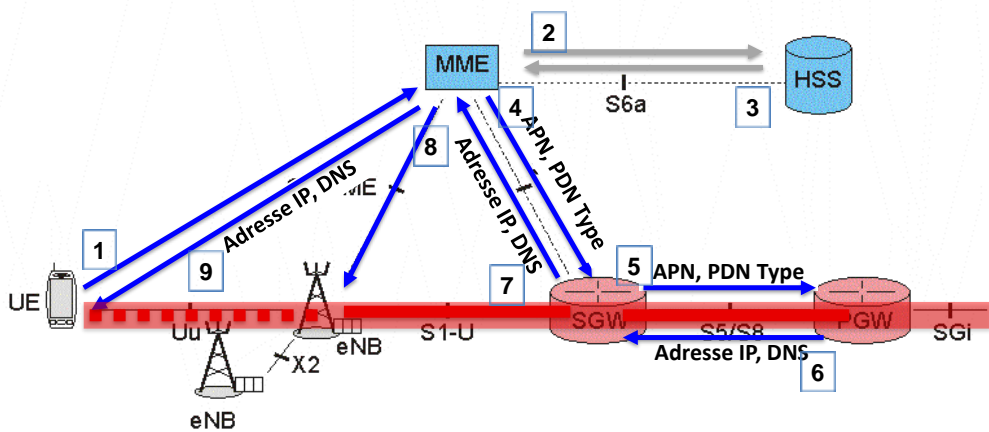 2
MME
HSS
4
S6a
3
APN, PDN Type
8
Adresse IP, DNS
ME
Adresse IP, DNS
1
9
7
5
APN, PDN Type
UE
Uu
S1-U
SGW
S5/S8
PGW
SGi
eNB
X2
Adresse IP, DNS
6
eNB